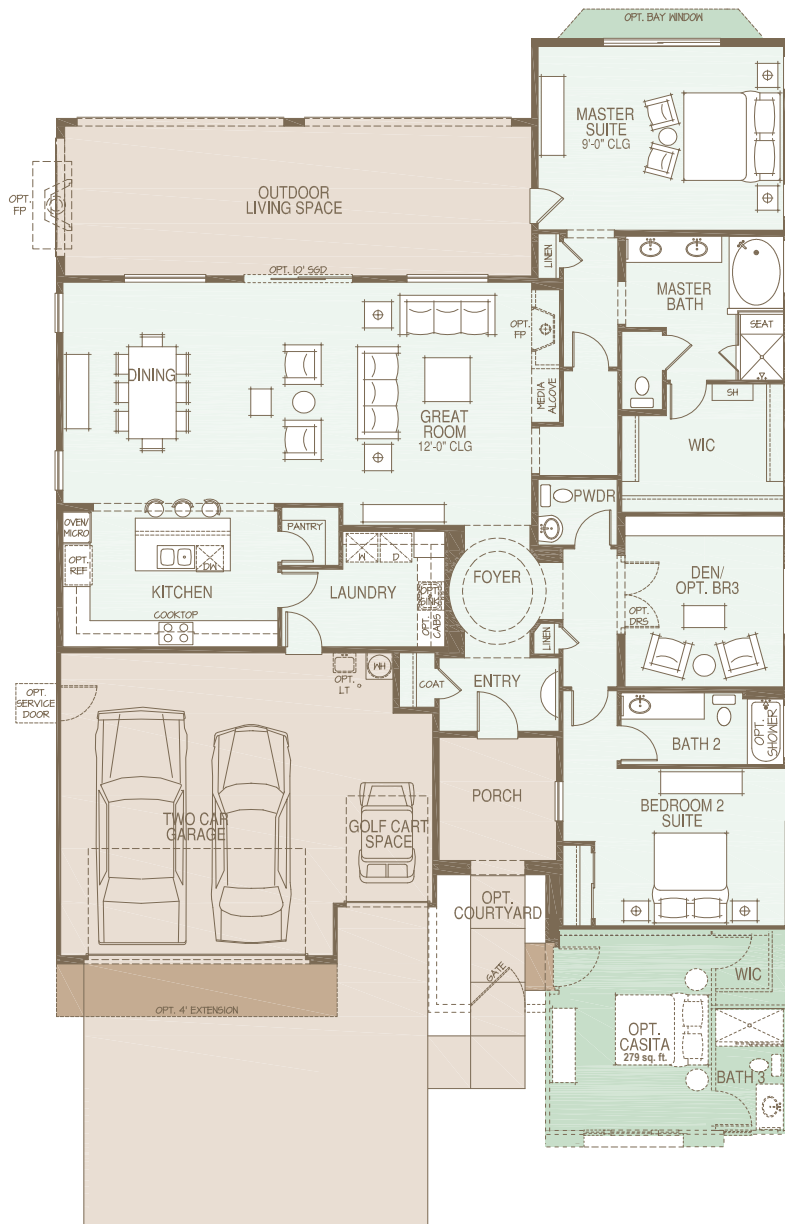 OPT. BAY WINDOW
MASTER
SUITE
9'-0" CLG
OPT.
FP
OUTDOOR
LIVING SPACE
LINEN
OPT. 10' SGD
MASTER
BATH
SEAT
OPT.
FP
DINING
MEDIA
ALCOVE
GREAT
ROOM
12'-0" CLG
SH
WIC
PWDR
OVEN/
MICRO
PANTRY
OPT.
REF
DW
W
D
KITCHEN
LAUNDRY
OPT.
SINK
OPT.
CABS
COOKTOP
FOYER
DEN/
OPT. BR3
OPT.
DRS
LINEN
OPT.
LT
WH
COAT
ENTRY
OPT.
SERVICE
DOOR
BATH 2
OPT.
SHOWER
PORCH
BEDROOM 2
SUITE
TWO CAR
GARAGE
GOLF CART
SPACE
OPT.
COURTYARD
GATE
WIC
OPT. 4' EXTENSION
OPT.
CASITA
279 sq. ft.
BATH 3